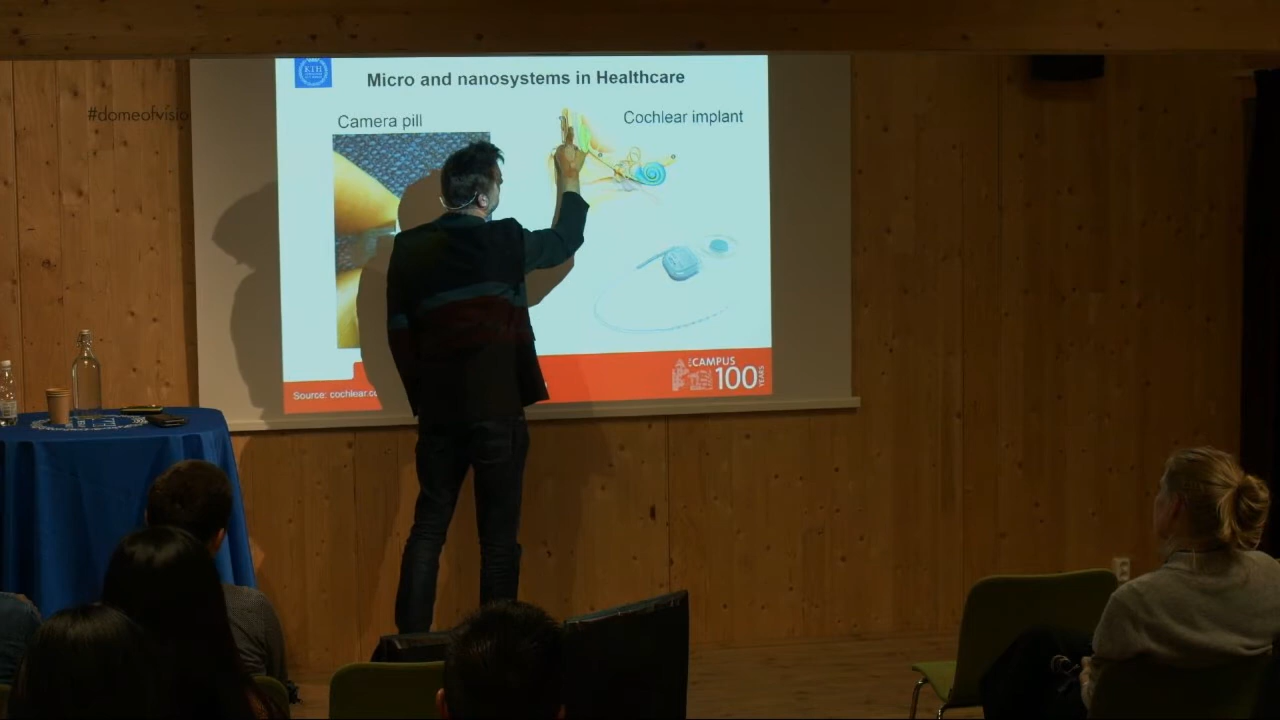 #domeofvisio
Micro and nanosystems in Healthcare
Camera pill
Cochlear implant
Source: cochlear.co
CAMPUS
100
YEARS